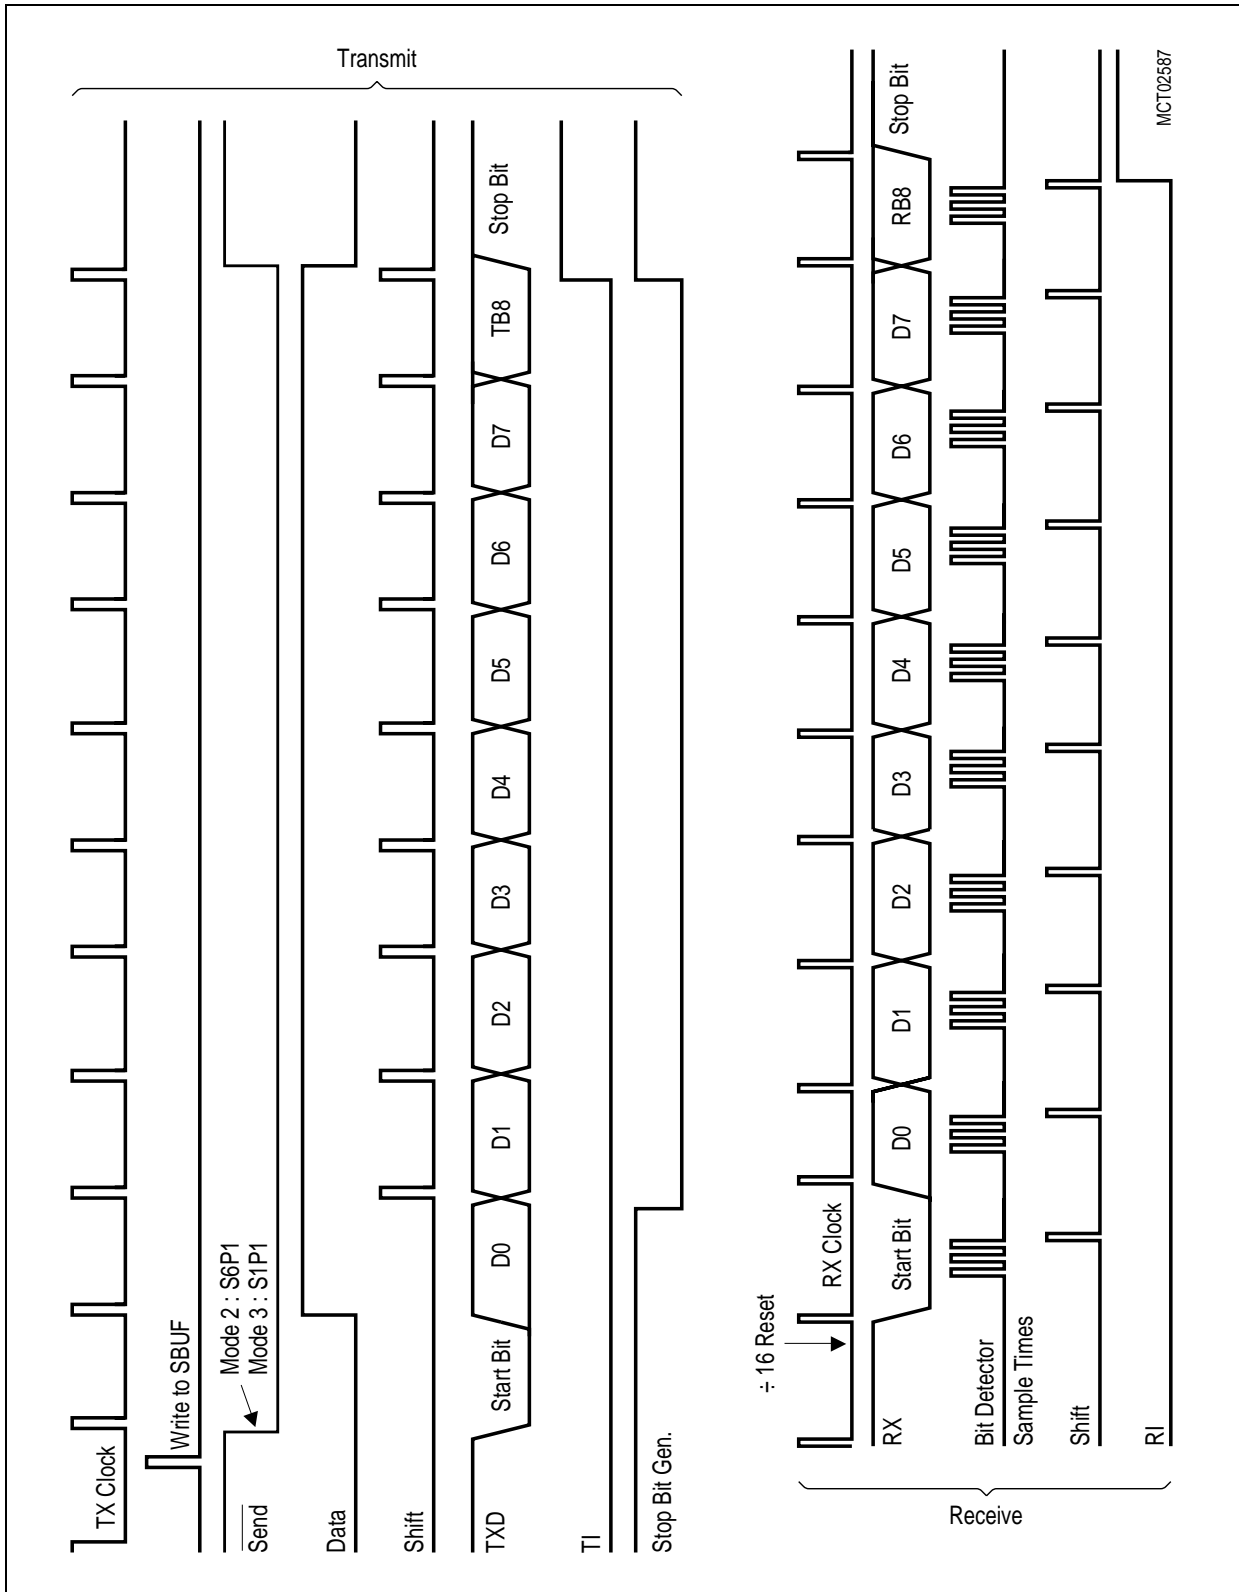 Transmit
TX Clock
Write to SBUF
Send
Mode 2 : S6P1
Mode 3 : S1P1
Data
Shift
TXD
Start Bit
D0
D1
D2
D3
D4
D5
D6
D7
TB8
Stop Bit
TI
Stop Bit Gen.
Receive
÷ 16 Reset
RX Clock
RX
Start Bit
D0
D1
D2
D3
D4
D5
D6
D7
RB8
Stop Bit
Bit Detector
Sample Times
Shift
RI
MCT02587